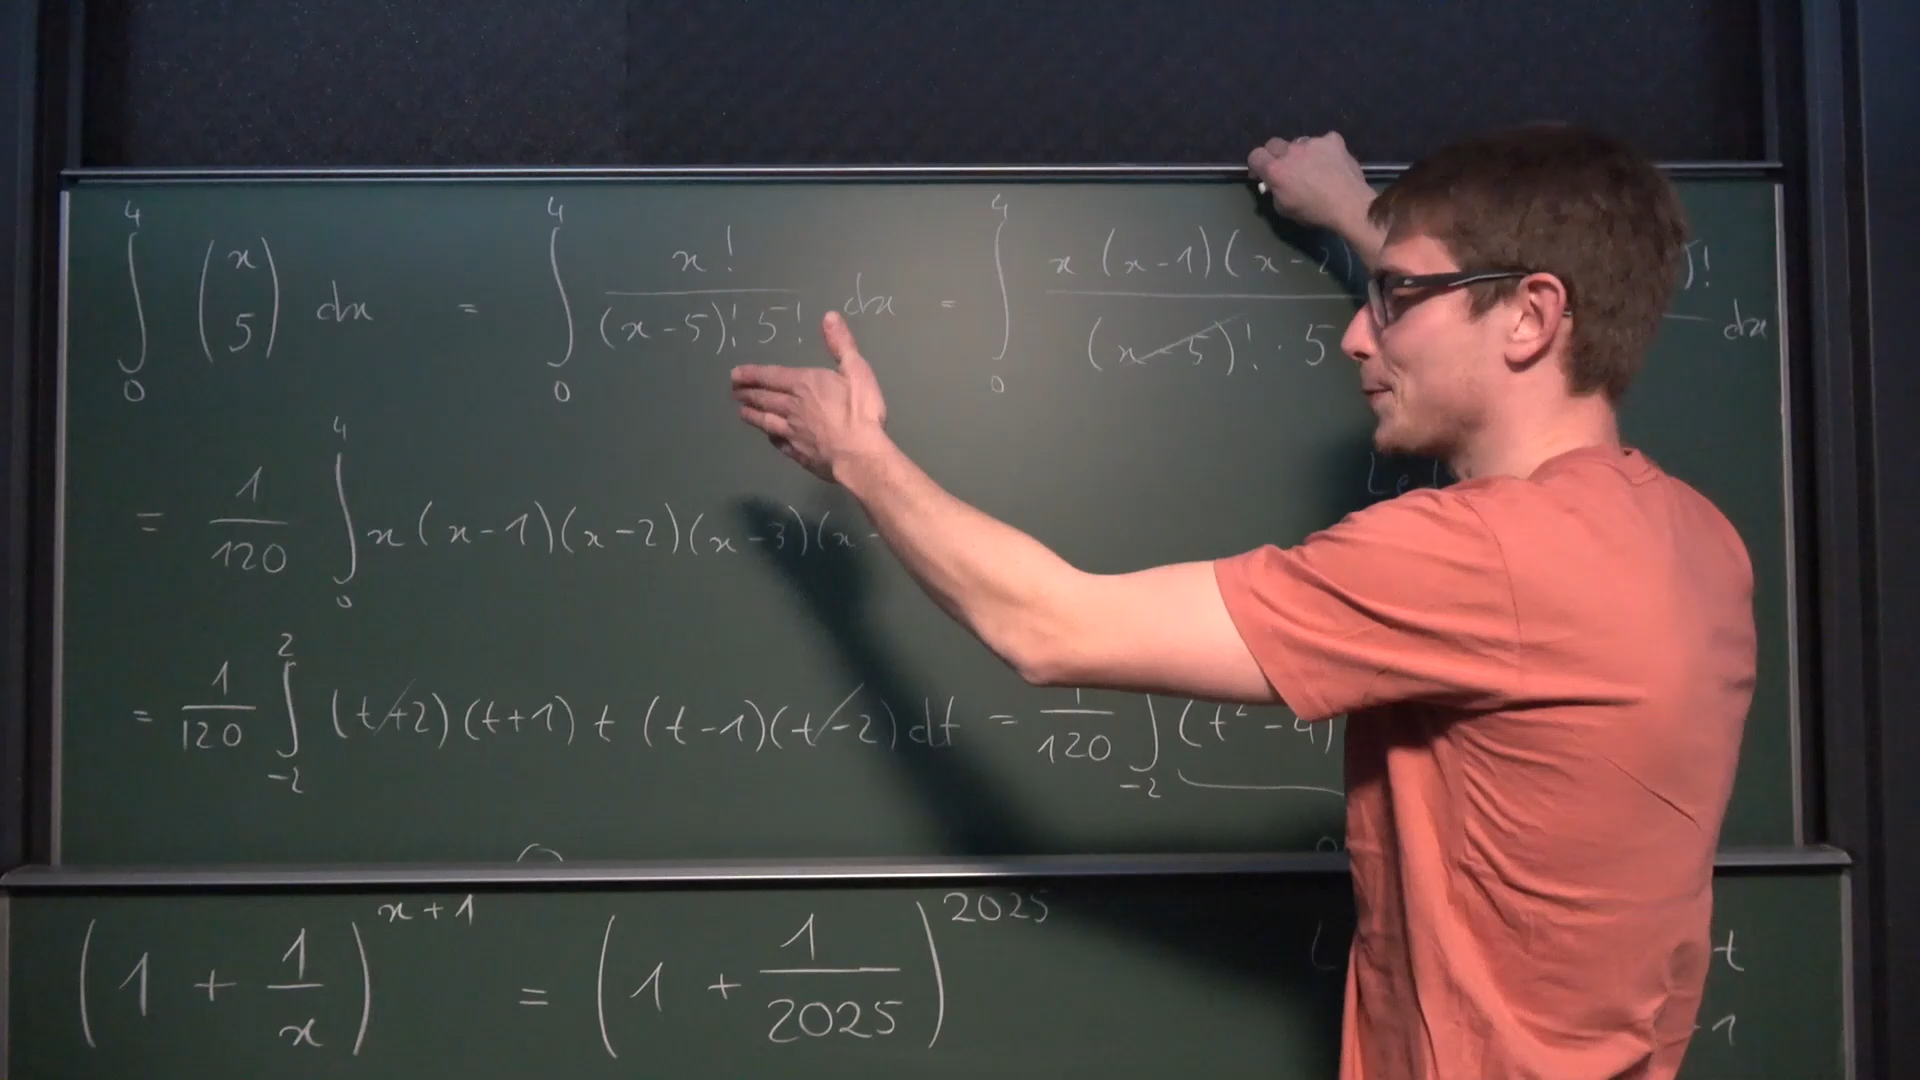 ∫₀⁴ (x 5) dx = ∫₀⁴ x! / ((x-5)! 5!) dx = ∫₀⁴ x (x-1)(x-2) )! / ((x-5)! · 5 dx
Let
= 1/120 ∫₀⁴ x (x-1)(x-2)(x-3)(x-
= 1/120 ∫₋₂² (t+2)(t+1) t (t-1)(t-2) dt = 1/120 ∫₋₂ (t²-4)
(1 + 1/x)^(x+1) = (1 + 1/2025)^2025
t
-1